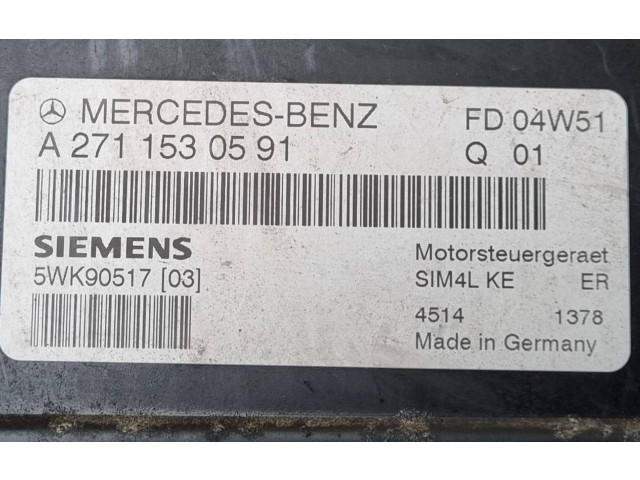 MERCEDES-BENZ FD 04W51
A 271 153 05 91 Q 01
SIEMENS Motorsteuergeraet
5WK90517 [03] SIM4L KE ER
4514 1378
Made in Germany